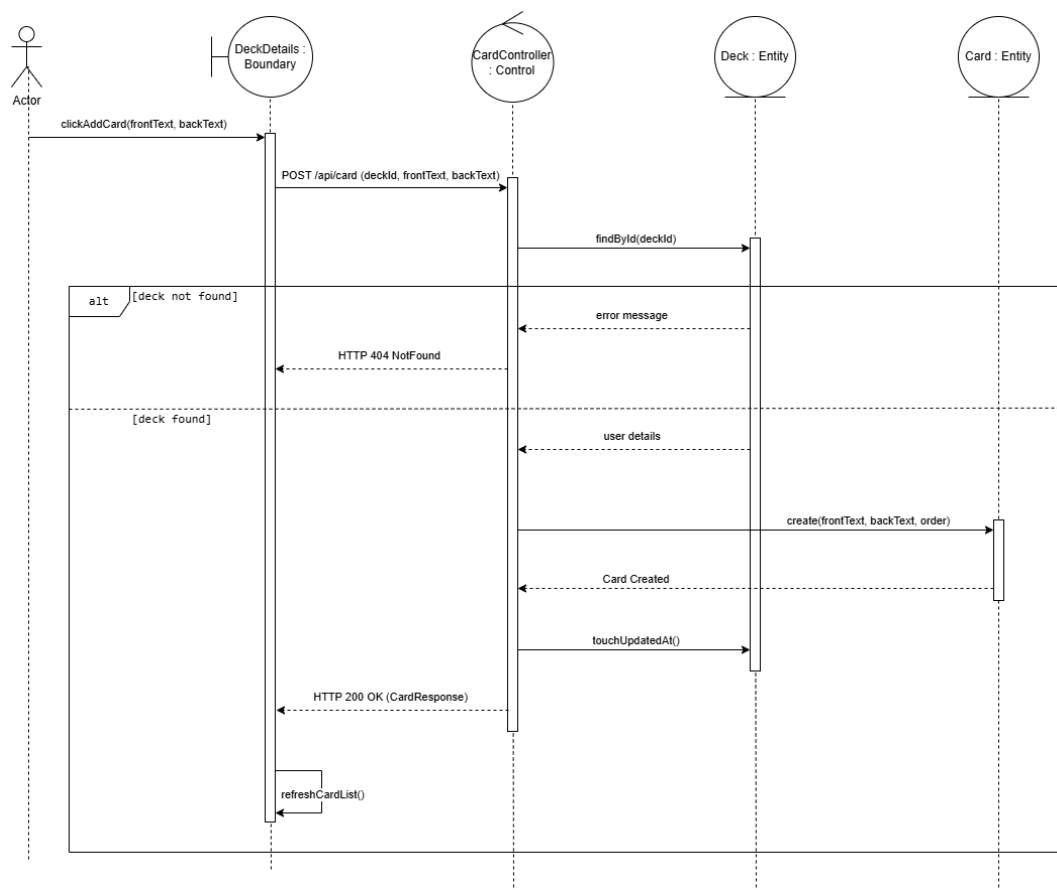 DeckDetails :
Boundary
CardController
: Control
Deck : Entity
Card : Entity
Actor
clickAddCard(frontText, backText)
POST /api/card (deckId, frontText, backText)
findById(deckId)
alt
[deck not found]
error message
HTTP 404 NotFound
[deck found]
user details
create(frontText, backText, order)
Card Created
touchUpdatedAt()
HTTP 200 OK (CardResponse)
refreshCardList()